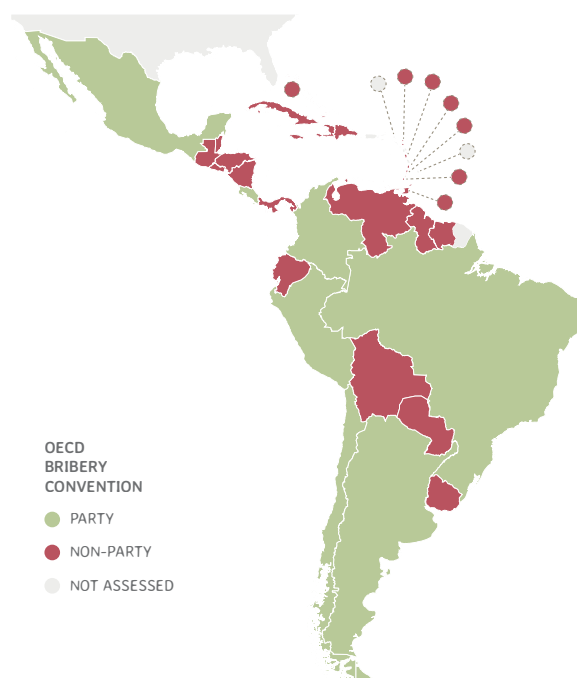 OECD
BRIBERY
CONVENTION
PARTY
NON-PARTY
NOT ASSESSED